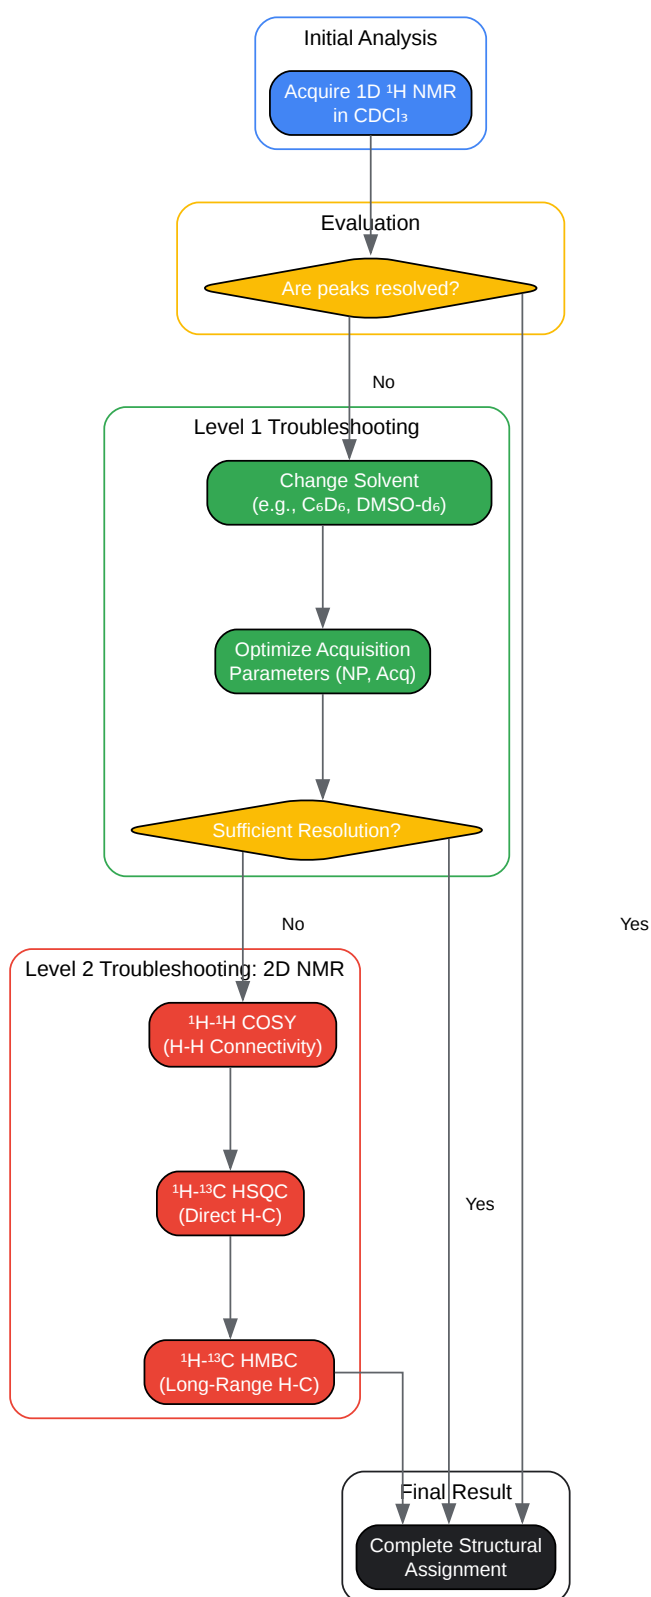 Initial Analysis
Acquire 1D ¹H NMR
in CDCl₃
Evaluation
Are peaks resolved?
No
Level 1 Troubleshooting
Change Solvent
(e.g., C₆D₆, DMSO-d₆)
Optimize Acquisition
Parameters (NP, Acq)
Sufficient Resolution?
No
Yes
Level 2 Troubleshooting: 2D NMR
¹H-¹H COSY
(H-H Connectivity)
¹H-¹³C HSQC
(Direct H-C)
Yes
¹H-¹³C HMBC
(Long-Range H-C)
Final Result
Complete Structural
Assignment